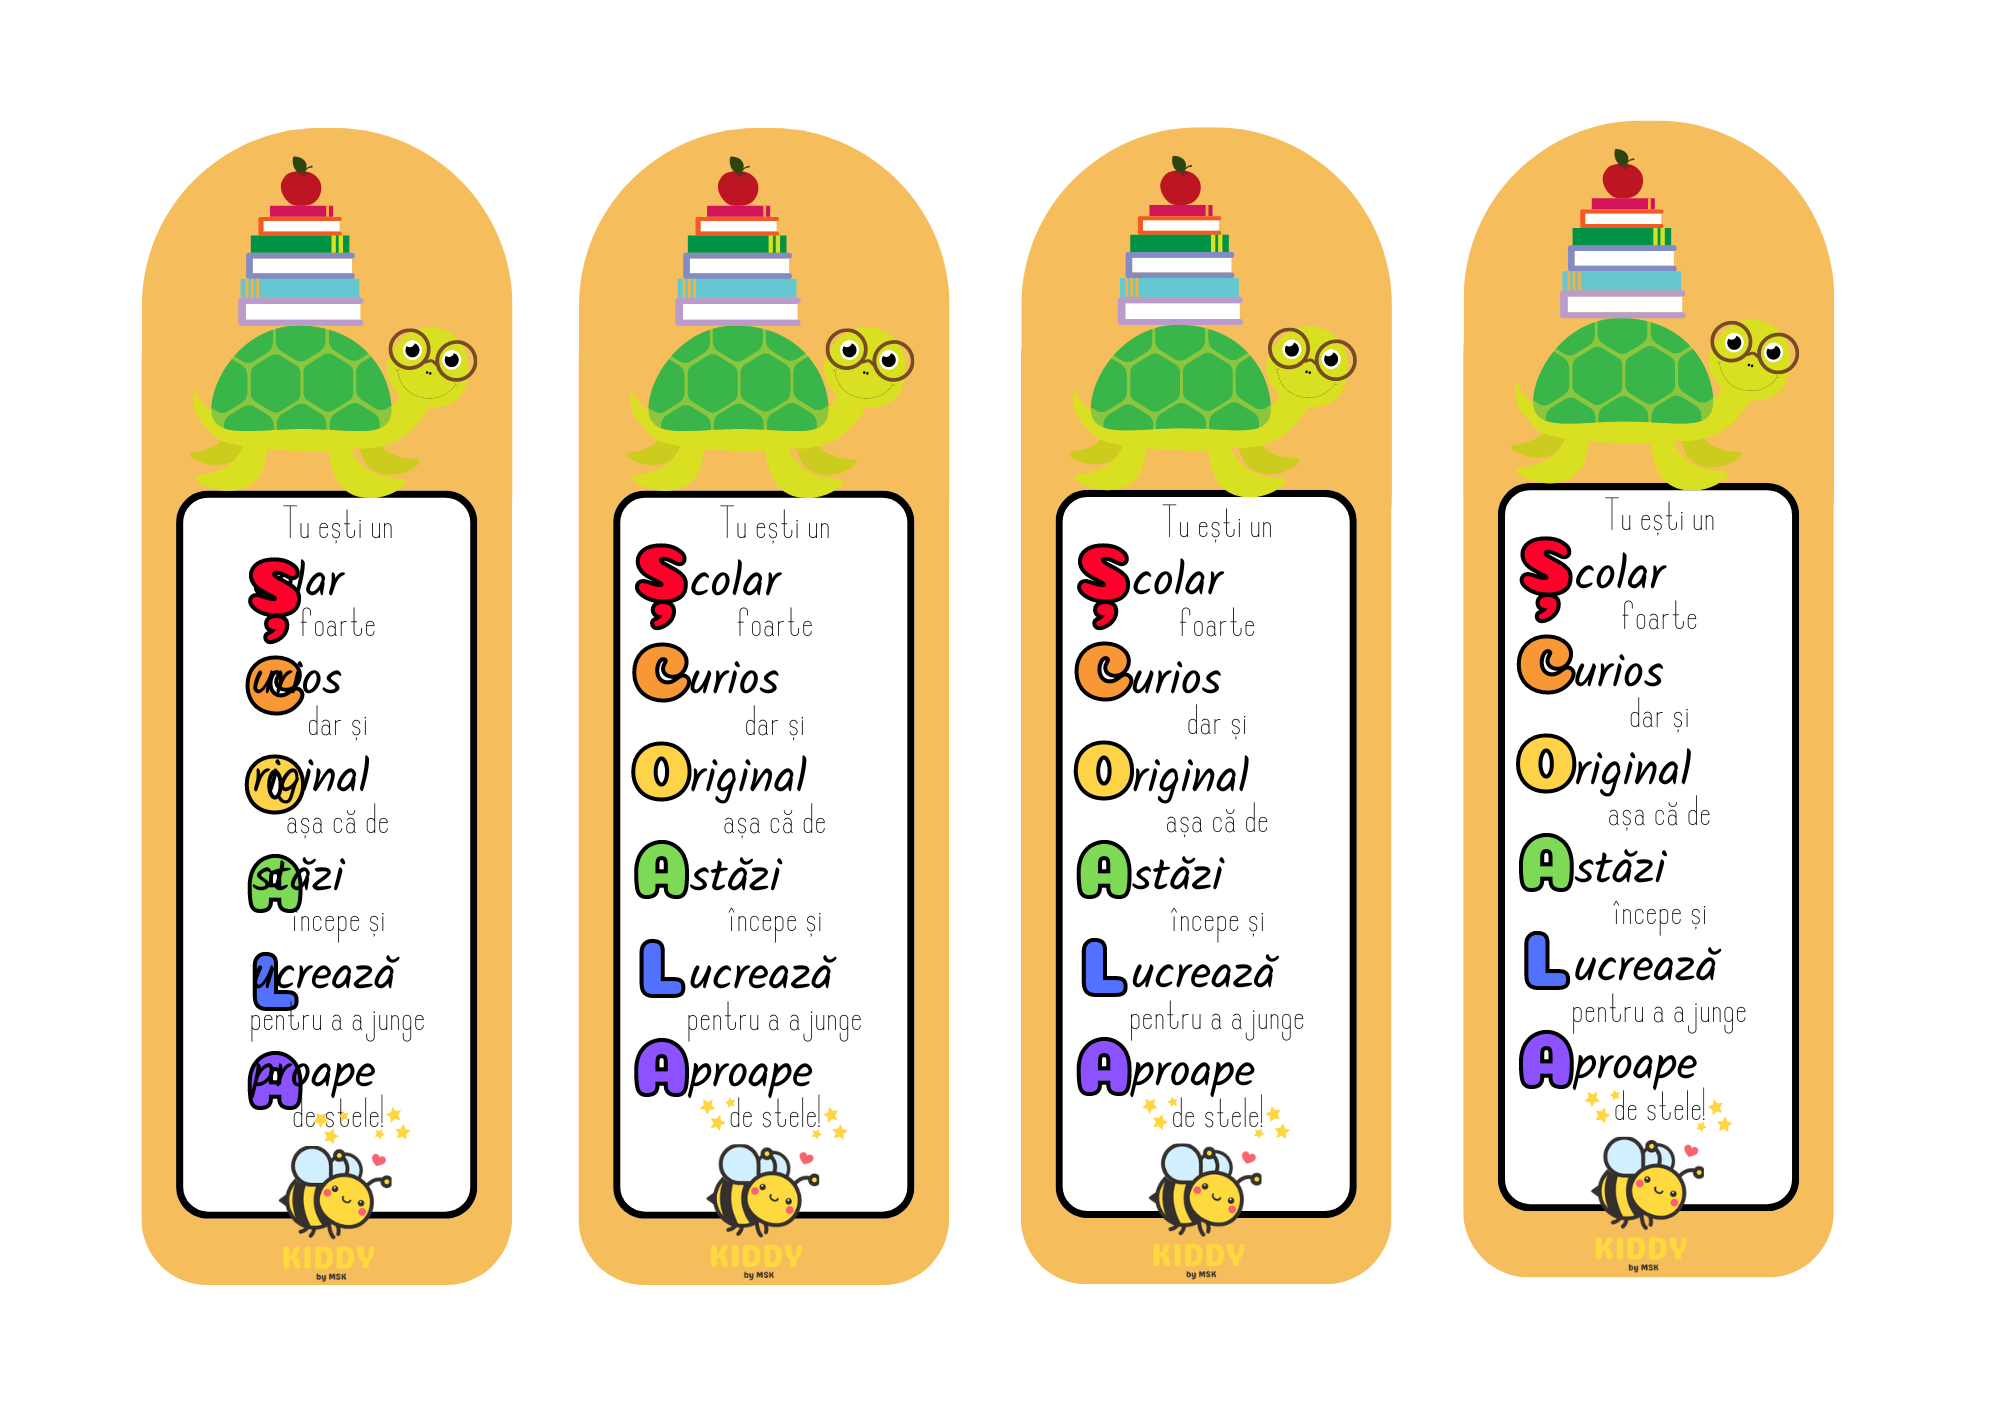 Tu ești un
Șlar
foarte
Curios
dar și
Original
așa că de
Astăzi
începe și
Lucrează
pentru a ajunge
Aproape
de stele!
KIDDY
by MSK
Tu ești un
Școlar
foarte
Curios
dar și
Original
așa că de
Astăzi
începe și
Lucrează
pentru a ajunge
Aproape
de stele!
KIDDY
by MSK
Tu ești un
Școlar
foarte
Curios
dar și
Original
așa că de
Astăzi
începe și
Lucrează
pentru a ajunge
Aproape
de stele!
KIDDY
by MSK
Tu ești un
Școlar
foarte
Curios
dar și
Original
așa că de
Astăzi
începe și
Lucrează
pentru a ajunge
Aproape
de stele!
KIDDY
by MSK